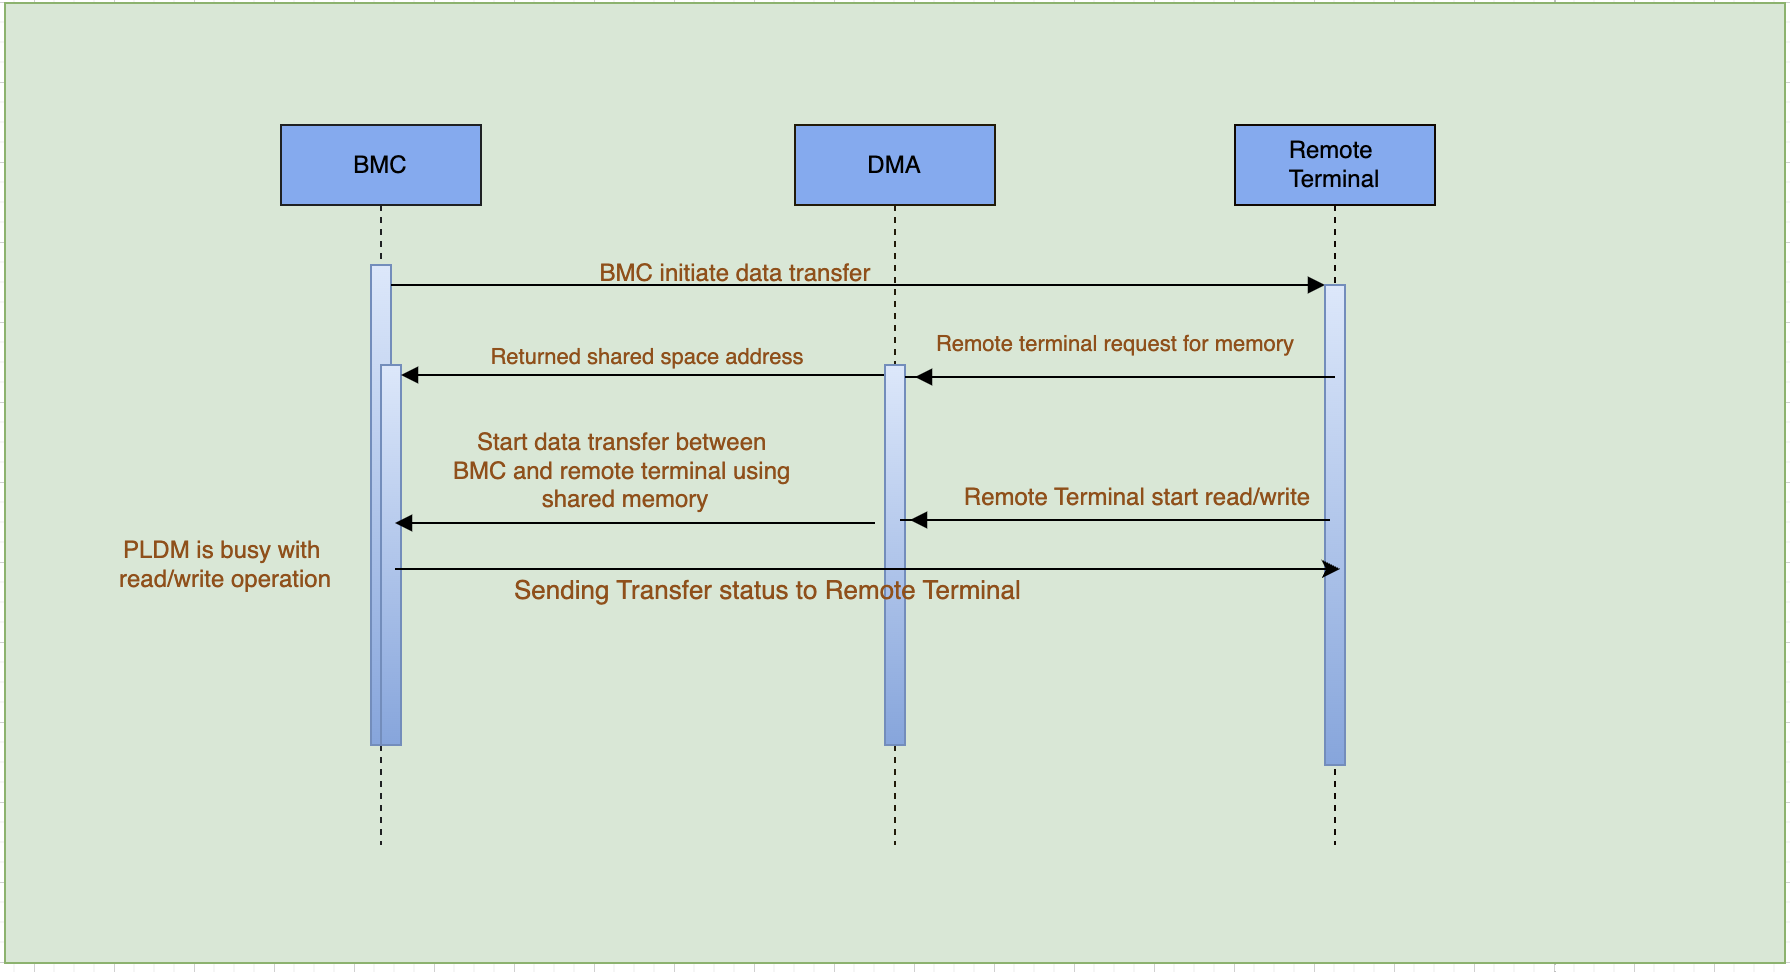 BMC
DMA
Remote
Terminal
BMC initiate data transfer
Remote terminal request for memory
Returned shared space address
Start data transfer between
BMC and remote terminal using
shared memory
Remote Terminal start read/write
PLDM is busy with
read/write operation
Sending Transfer status to Remote Terminal